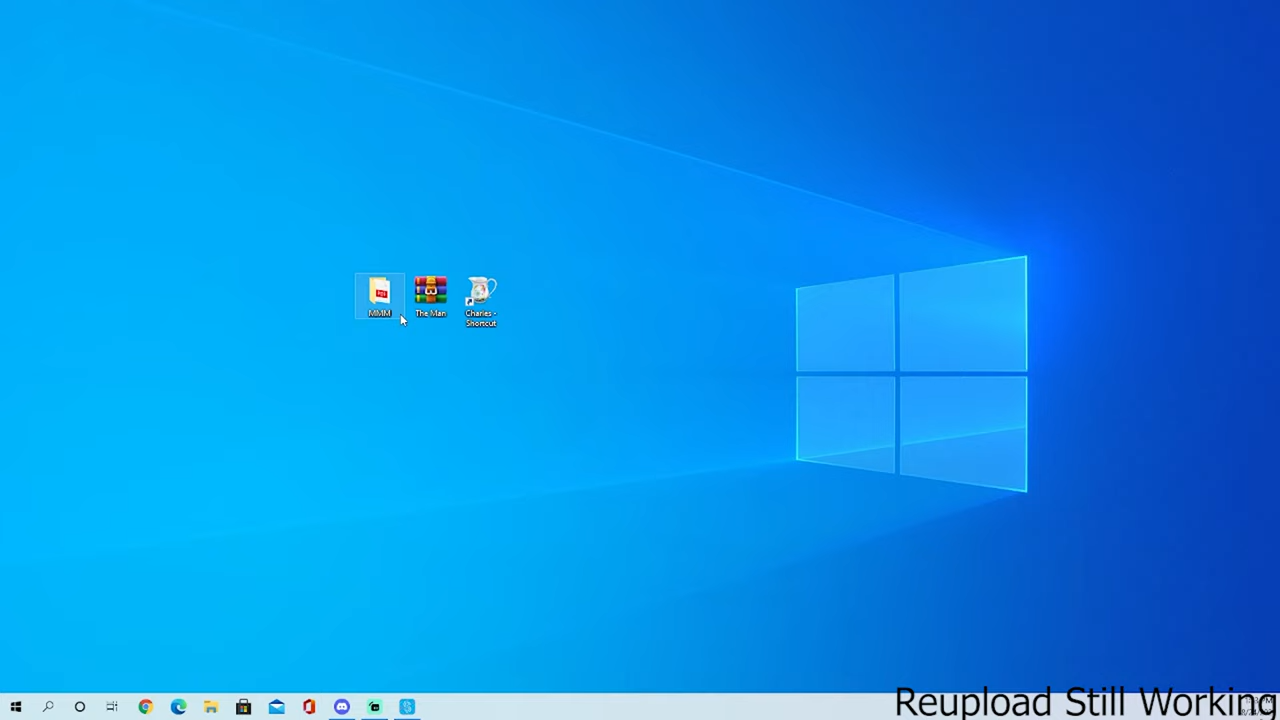 MMM
The Man
Charles -
Shortcut
Reupload Still Working